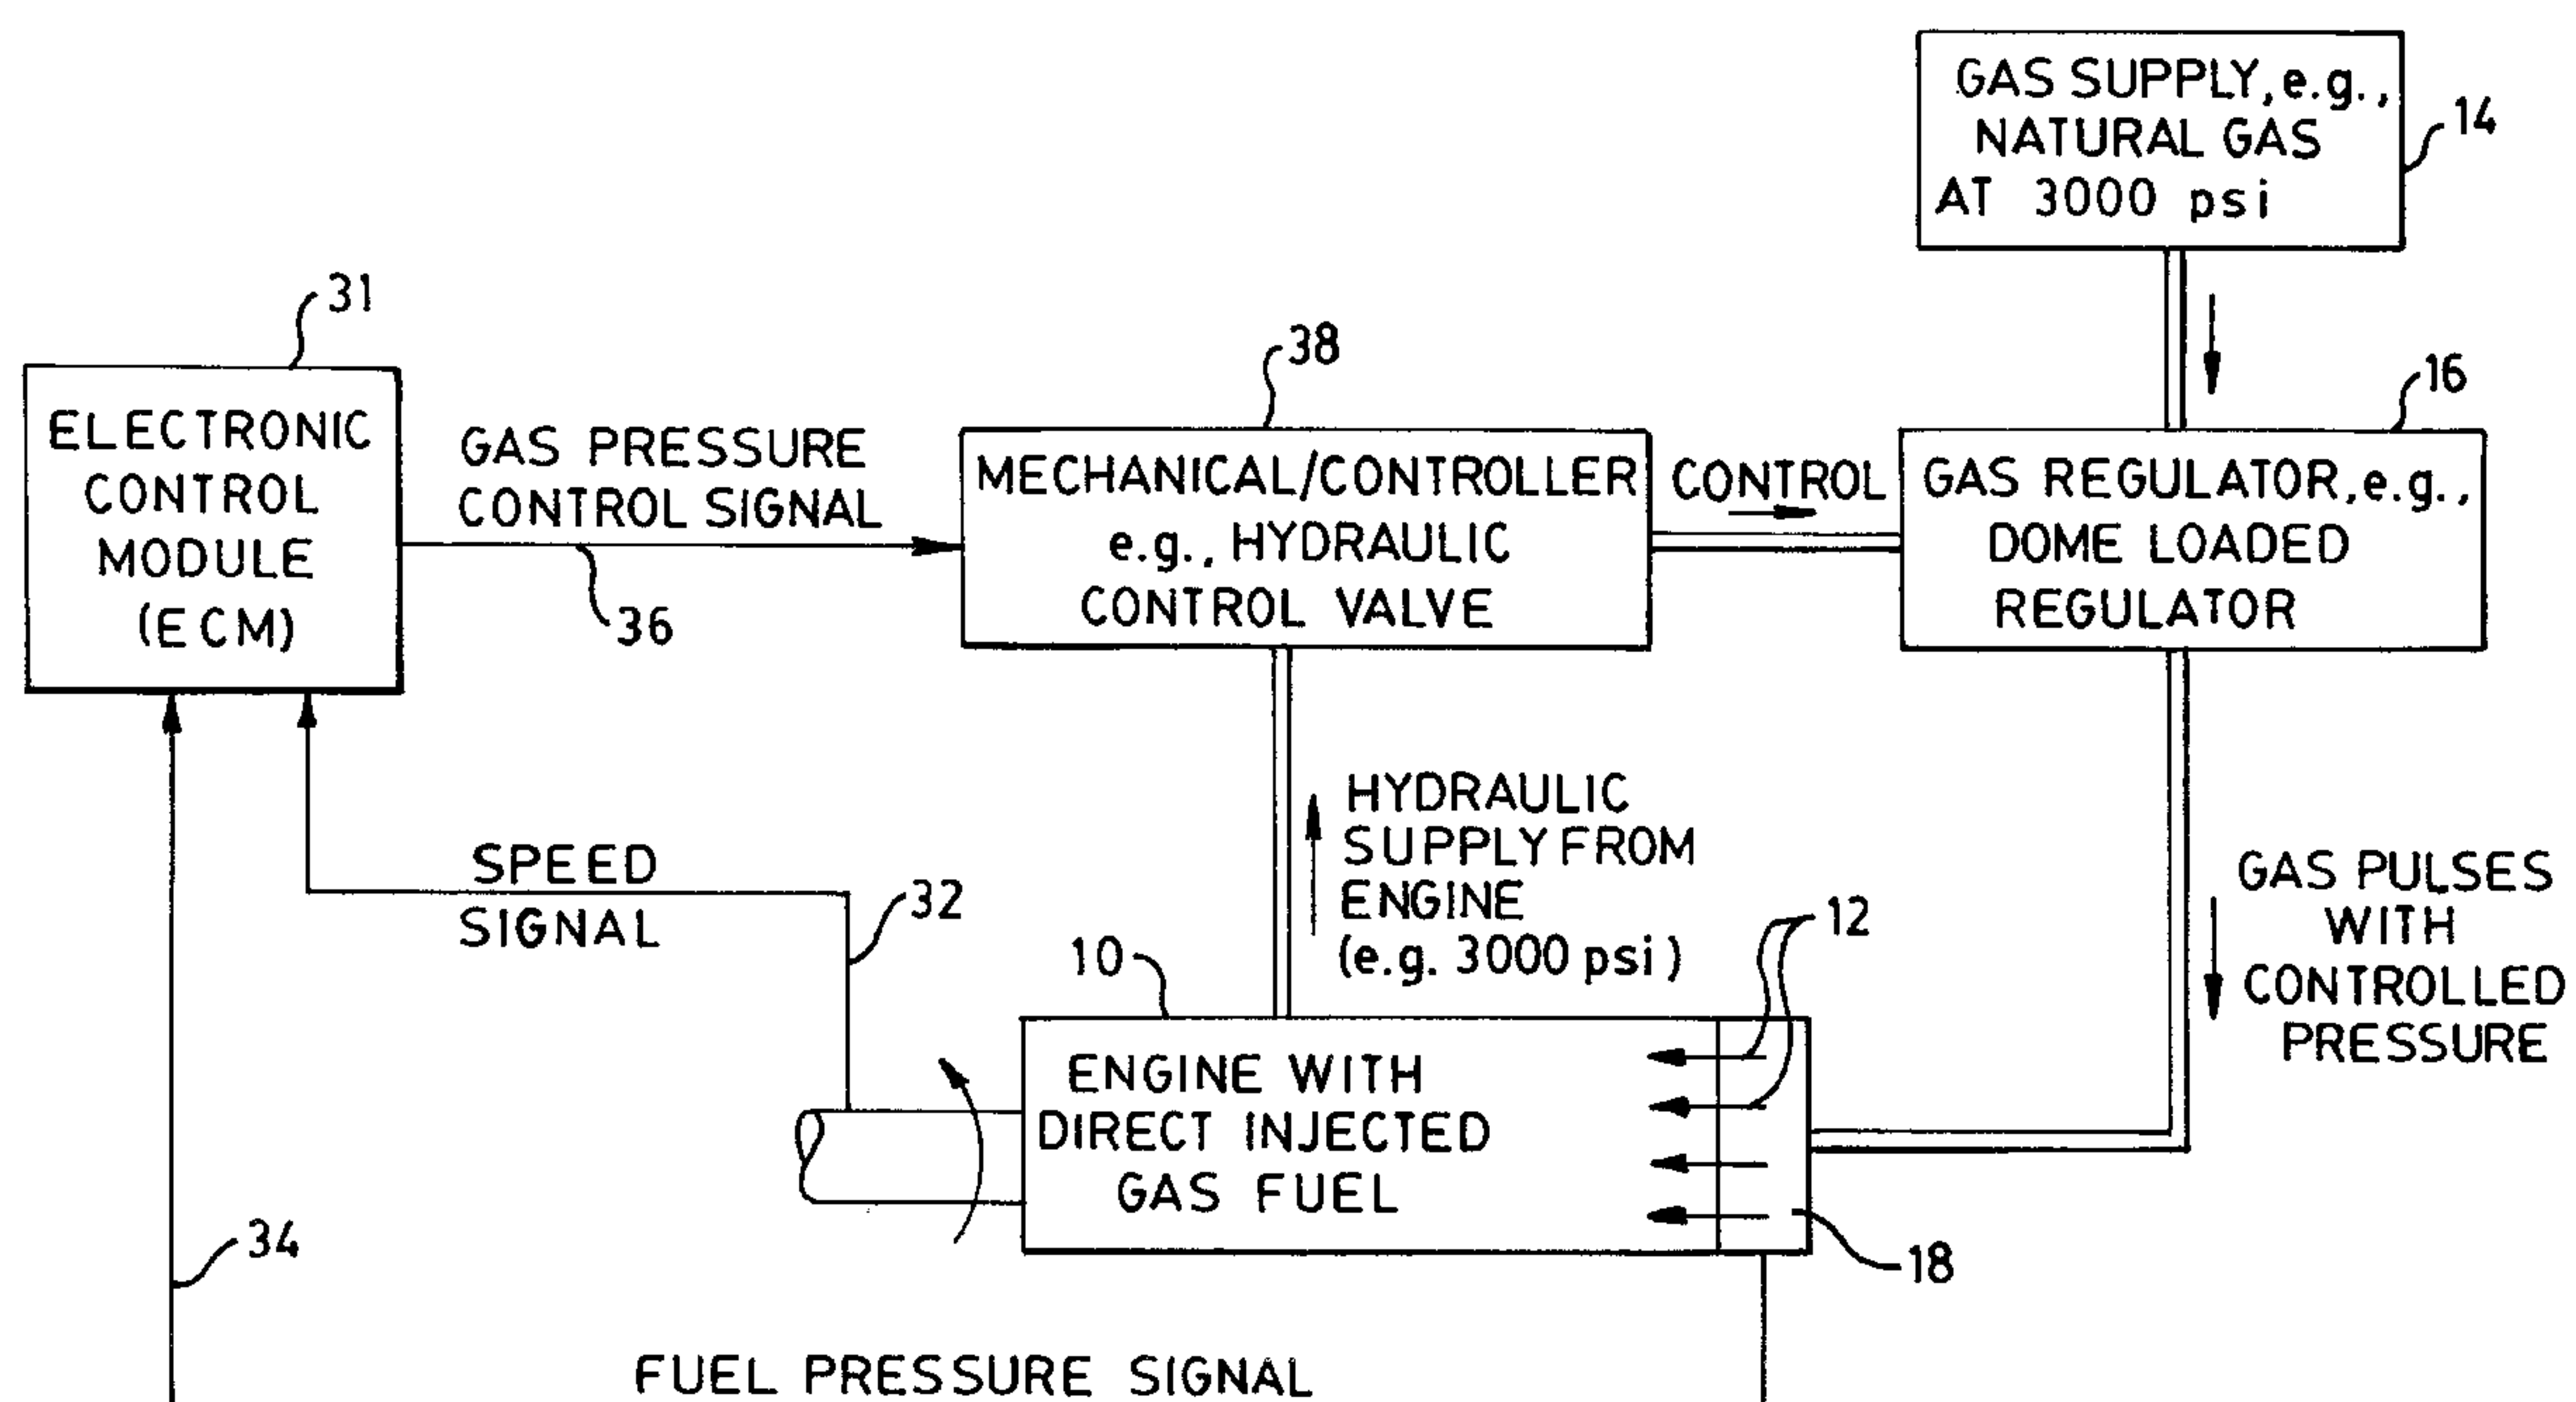 GAS SUPPLY, e.g.,
NATURAL GAS
AT 3000 psi
14
31
ELECTRONIC
CONTROL
MODULE
(ECM)
GAS PRESSURE
CONTROL SIGNAL
36
38
MECHANICAL/CONTROLLER
e.g., HYDRAULIC
CONTROL VALVE
CONTROL
16
GAS REGULATOR, e.g.,
DOME LOADED
REGULATOR
SPEED
SIGNAL
32
HYDRAULIC
SUPPLY FROM
ENGINE
(e.g. 3000 psi)
12
GAS PULSES
WITH
CONTROLLED
PRESSURE
10
ENGINE WITH
DIRECT INJECTED
GAS FUEL
18
34
FUEL PRESSURE SIGNAL